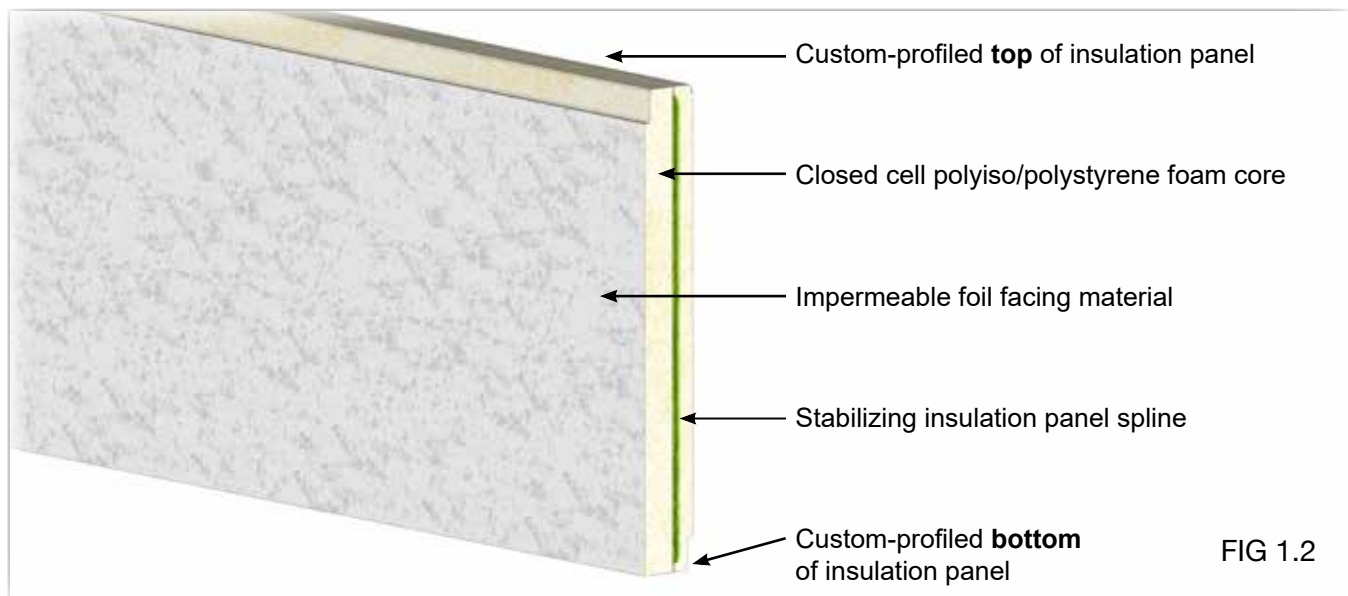 Custom-profiled top of insulation panel
Closed cell polyiso/polystyrene foam core
Impermeable foil facing material
Stabilizing insulation panel spline
Custom-profiled bottom
of insulation panel
FIG 1.2